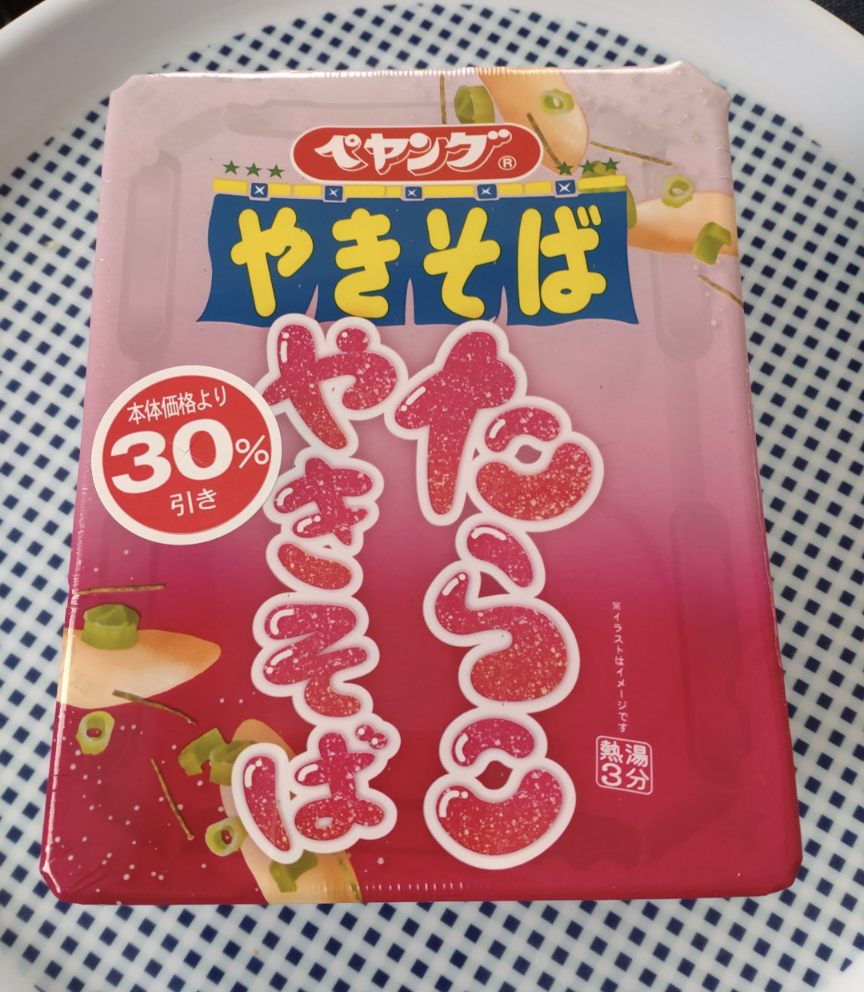 ペヤング®
やきそば
たらこ
やきそば
本体価格より
30%
引き
※イラストはイメージです
熱湯
3分